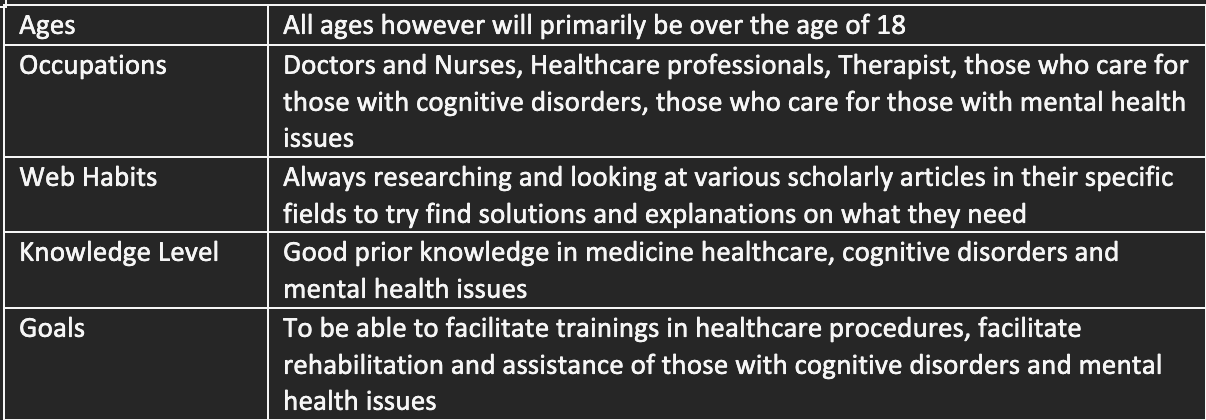 Ages
All ages however will primarily be over the age of 18
Occupations
Doctors and Nurses, Healthcare professionals, Therapist, those who care for
those with cognitive disorders, those who care for those with mental health
issues
Web Habits
Always researching and looking at various scholarly articles in their specific
fields to try find solutions and explanations on what they need
Knowledge Level
Good prior knowledge in medicine healthcare, cognitive disorders and
mental health issues
Goals
To be able to facilitate trainings in healthcare procedures, facilitate
rehabilitation and assistance of those with cognitive disorders and mental
health issues